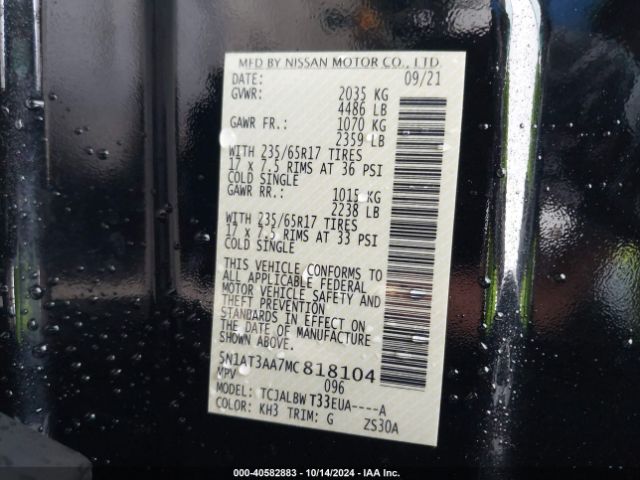 MFD BY NISSAN MOTOR CO., LTD.
DATE: 09/21
GVWR: 2035 KG
4486 LB
GAWR FR.: 1070 KG
2359 LB
WITH 235/65R17 TIRES
17 x 7.5 RIMS AT 36 PSI
COLD SINGLE
GAWR RR.: 1015 KG
2238 LB
WITH 235/65R17 TIRES
17 x 7.5 RIMS AT 33 PSI
COLD SINGLE
THIS VEHICLE CONFORMS TO
ALL APPLICABLE FEDERAL
MOTOR VEHICLE SAFETY AND
THEFT PREVENTION
STANDARDS IN EFFECT ON
THE DATE OF MANUFACTURE
SHOWN ABOVE.
5N1AT3AA7MC818104
MPV 096
MODEL: TCJALBW T33EUA----A
COLOR: KH3 TRIM: G ZS30A
000-40582883 - 10/14/2024 - IAA Inc.